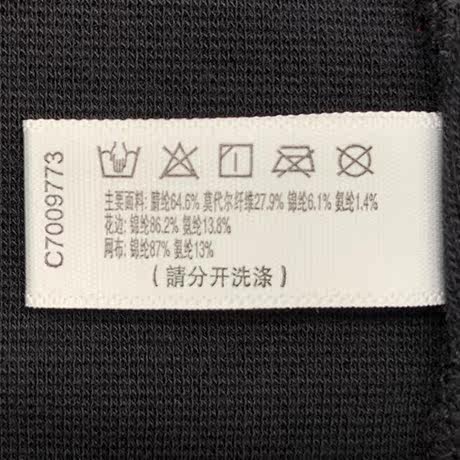 C7009773
主要面料: 腈纶64.6% 莫代尔纤维27.9% 锦纶6.1% 氨纶1.4%
花边: 锦纶86.2% 氨纶13.8%
网布: 锦纶87% 氨纶13%
(請分开洗涤)